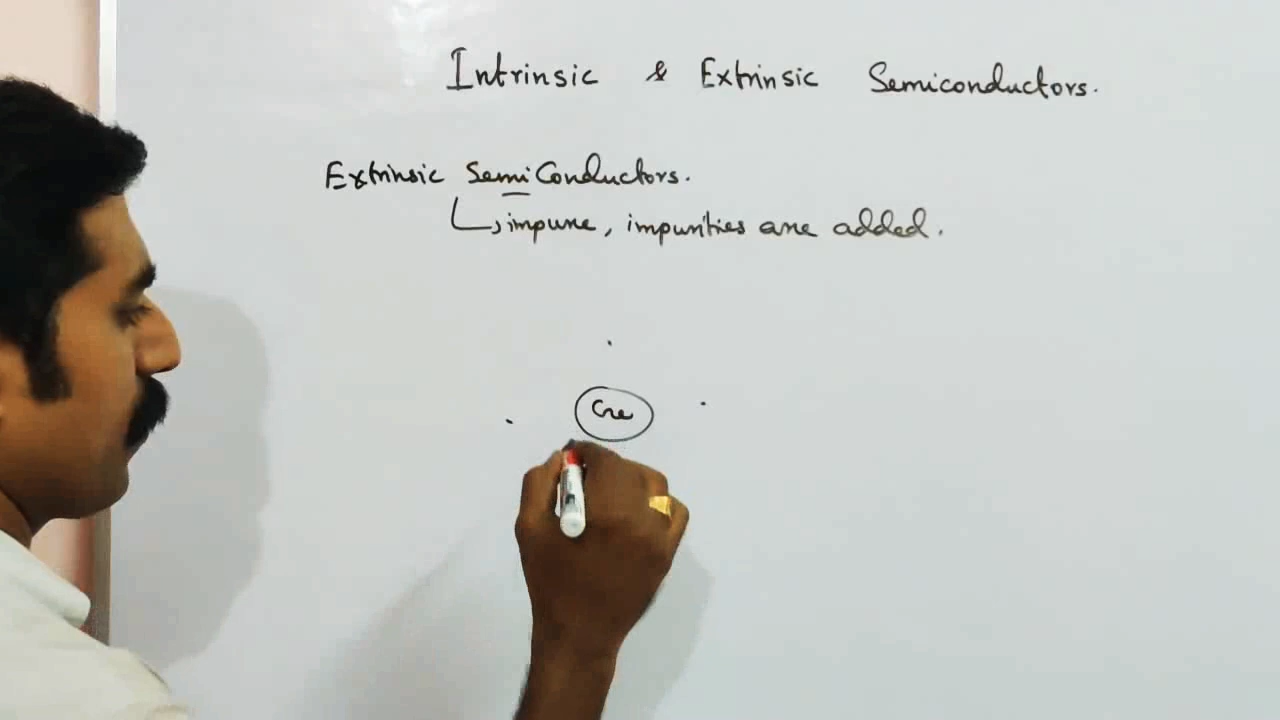 Intrinsic & Extrinsic Semiconductors.
Extrinsic SemiConductors.
impure, impurities are added.
Ge